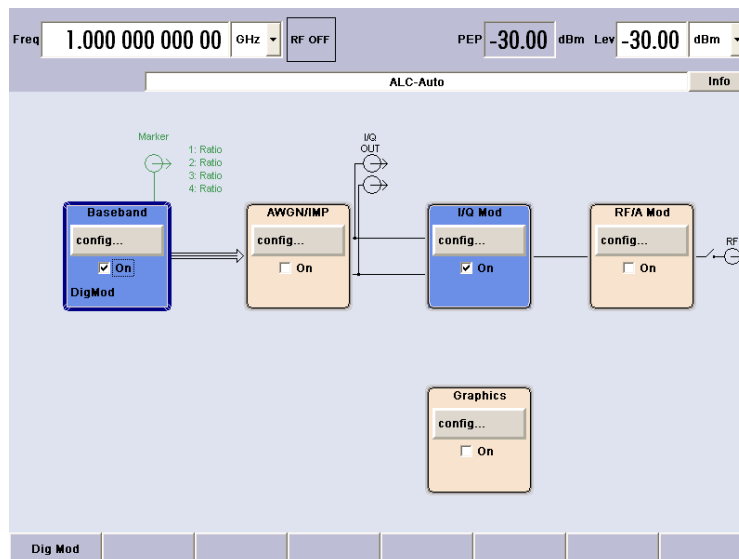 Freq 1.000 000 000 00 GHz RF OFF PEP -30.00 dBm Lev -30.00 dBm
ALC-Auto Info
Marker
1: Ratio
2: Ratio
3: Ratio
4: Ratio
I/Q
OUT
Baseband
config...
On
DigMod
AWGN/IMP
config...
On
I/Q Mod
config...
On
RF/A Mod
config...
On
RF
Graphics
config...
On
Dig Mod